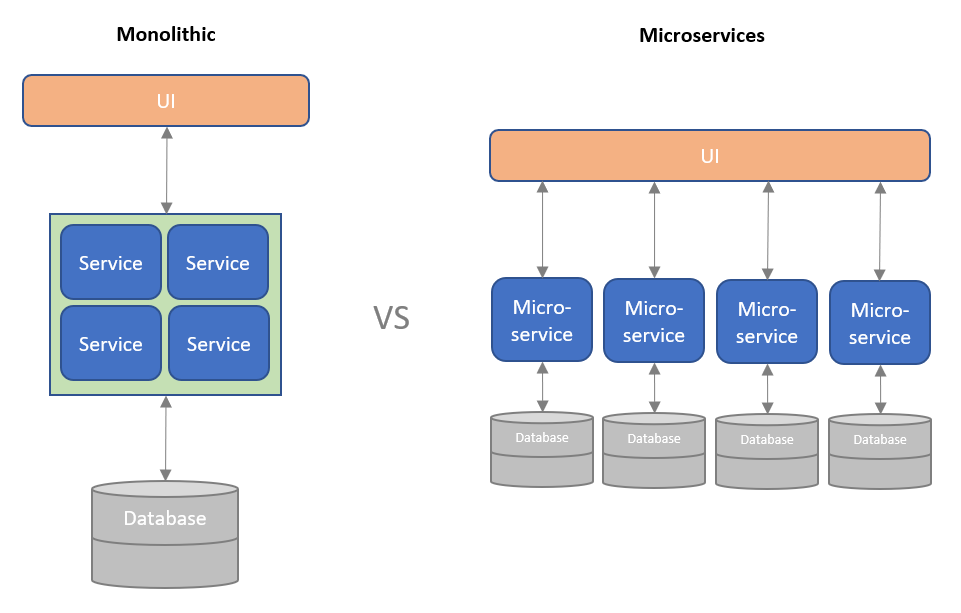 Monolithic
UI
Service
Service
Service
Service
Database
VS
Microservices
UI
Micro-
service
Micro-
service
Micro-
service
Micro-
service
Database
Database
Database
Database